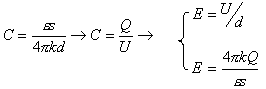 C = εs/4πkd → C = Q/U → { E = U/d
E = 4πkQ/εs